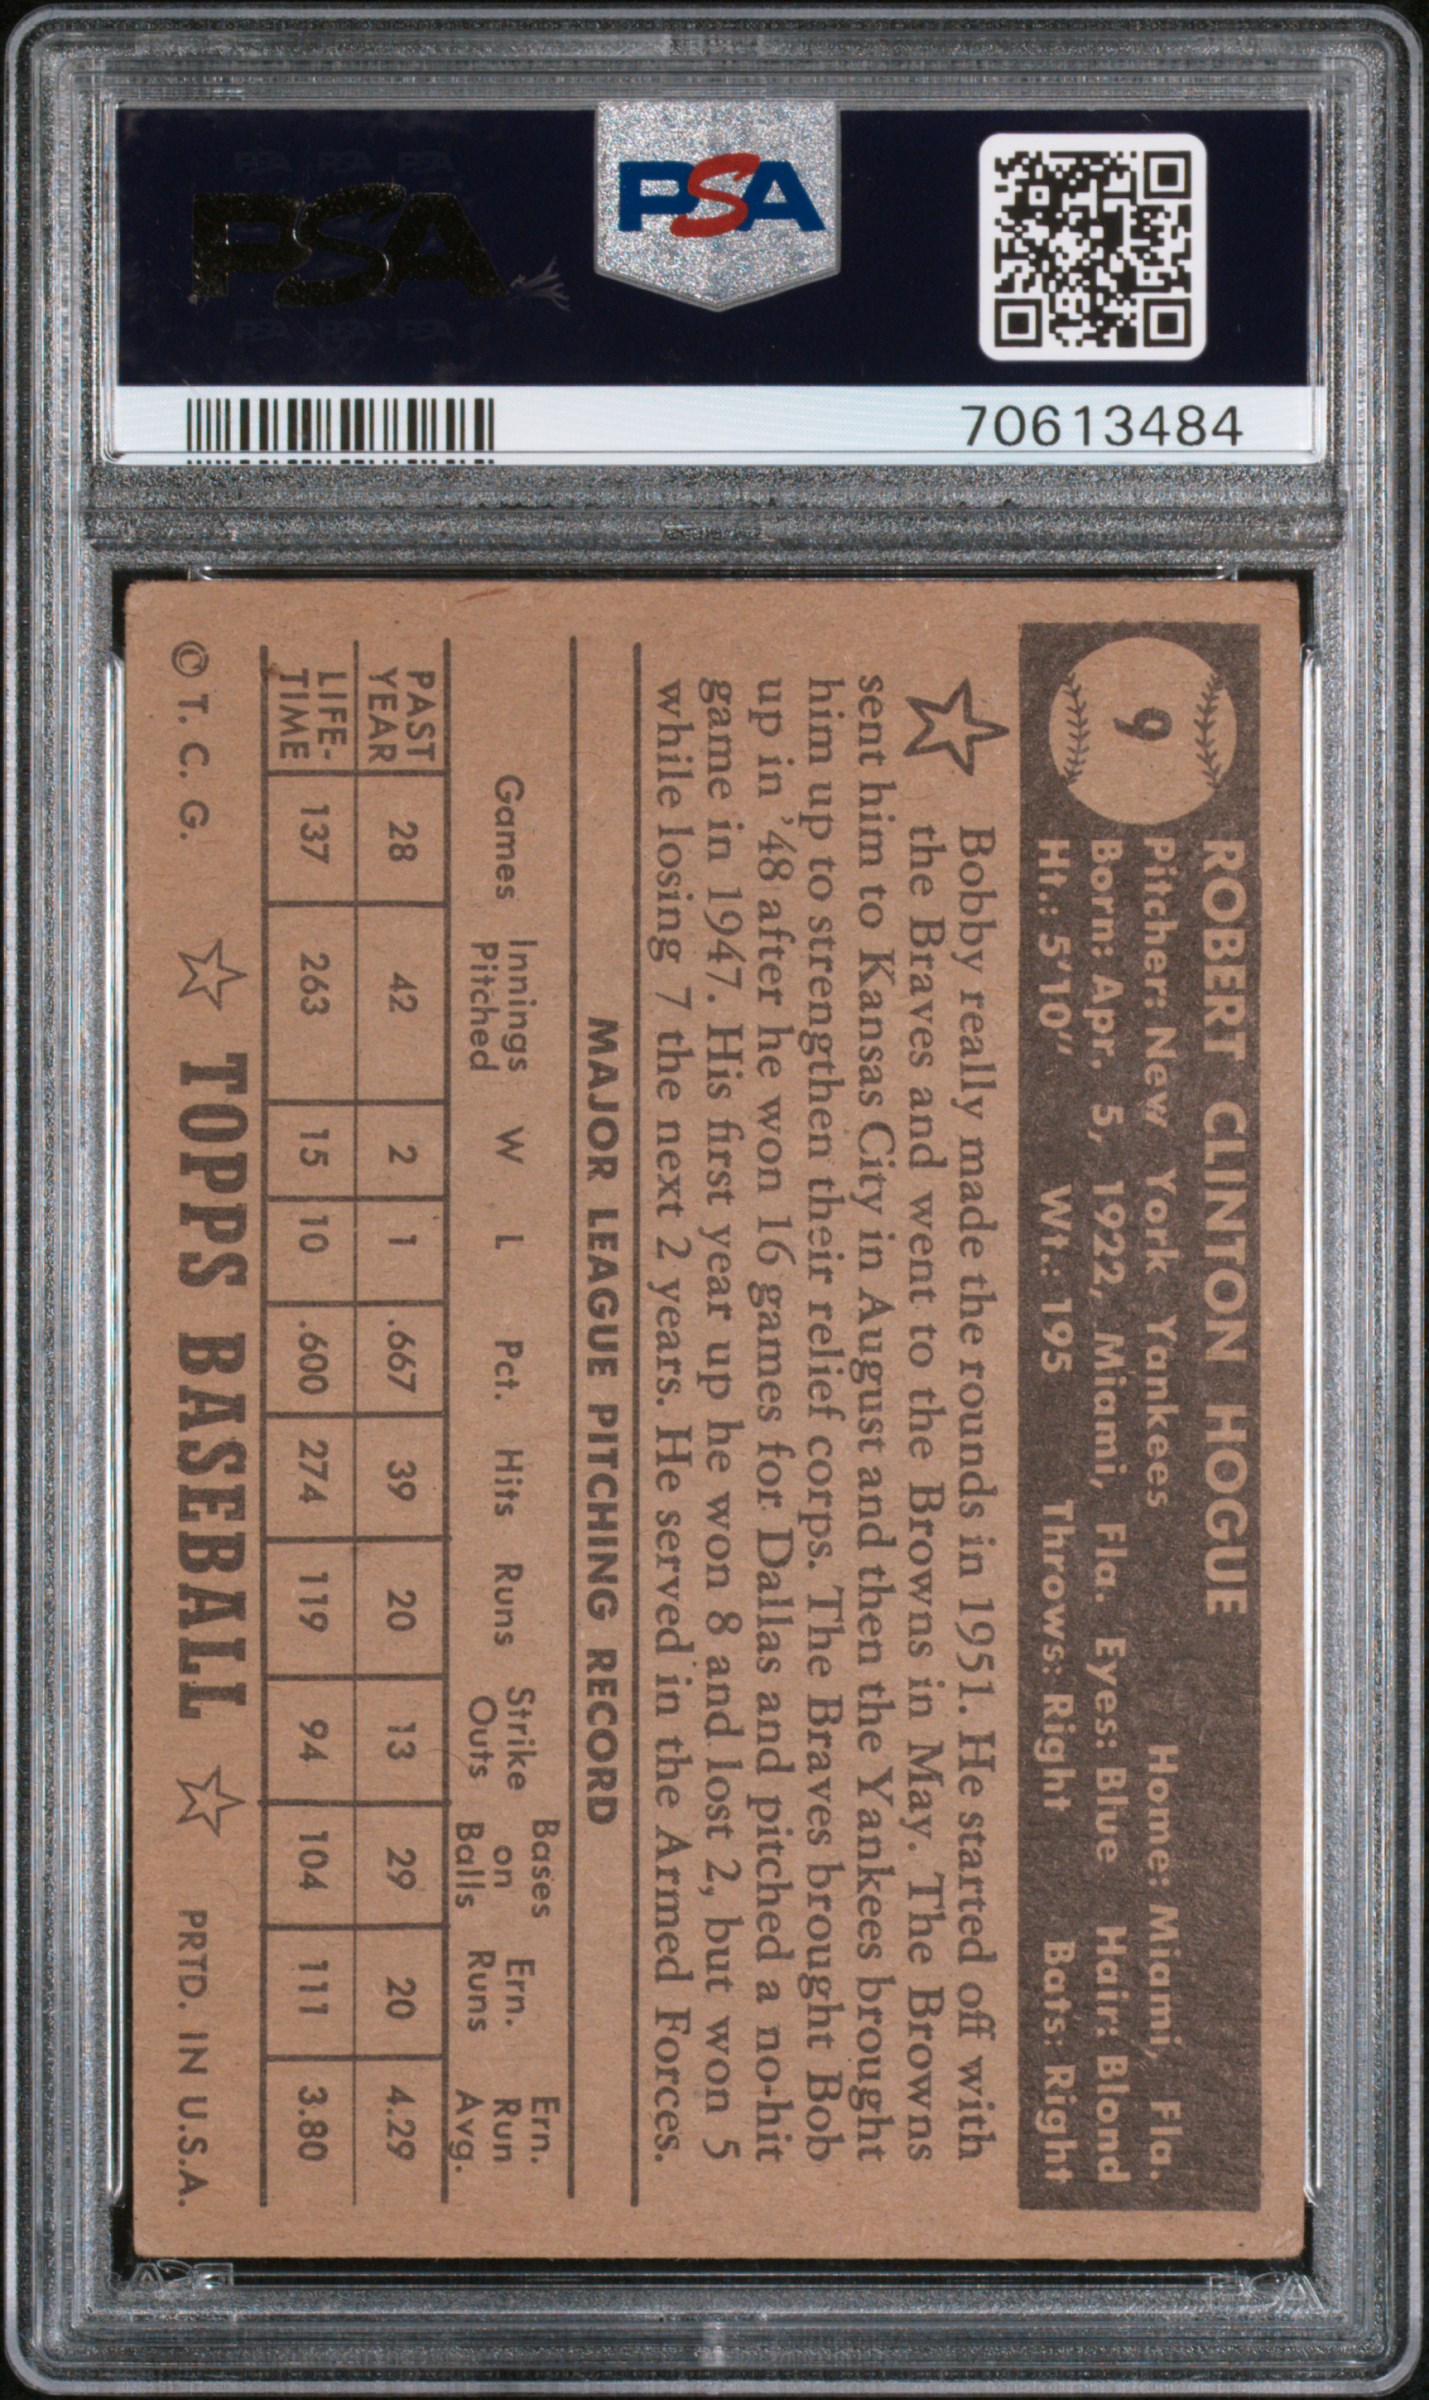 PSA
PSA
70613484
9
ROBERT CLINTON HOGUE
Pitcher: New York Yankees Home: Miami, Fla.
Born: Apr. 5, 1922, Miami, Fla. Eyes: Blue Hair: Blond
Ht.: 5'10" Wt.: 195 Throws: Right Bats: Right
Bobby really made the rounds in 1951. He started off with
the Braves and went to the Browns in May. The Browns
sent him to Kansas City in August and then the Yankees brought
him up to strengthen their relief corps. The Braves brought Bob
up in '48 after he won 16 games for Dallas and pitched a no-hit
game in 1947. His first year up he won 8 and lost 2, but won 5
while losing 7 the next 2 years. He served in the Armed Forces.
MAJOR LEAGUE PITCHING RECORD
Games Innings Pitched W L Pct. Hits Runs Strike Outs Bases on Balls Ern. Runs Ern. Run Avg.
PAST YEAR 28 42 2 1 .667 39 20 13 29 20 4.29
LIFE-TIME 137 263 15 10 .600 274 119 94 104 111 3.80
© T. C. G. TOPPS BASEBALL PRTD. IN U.S.A.
PSA
PSA